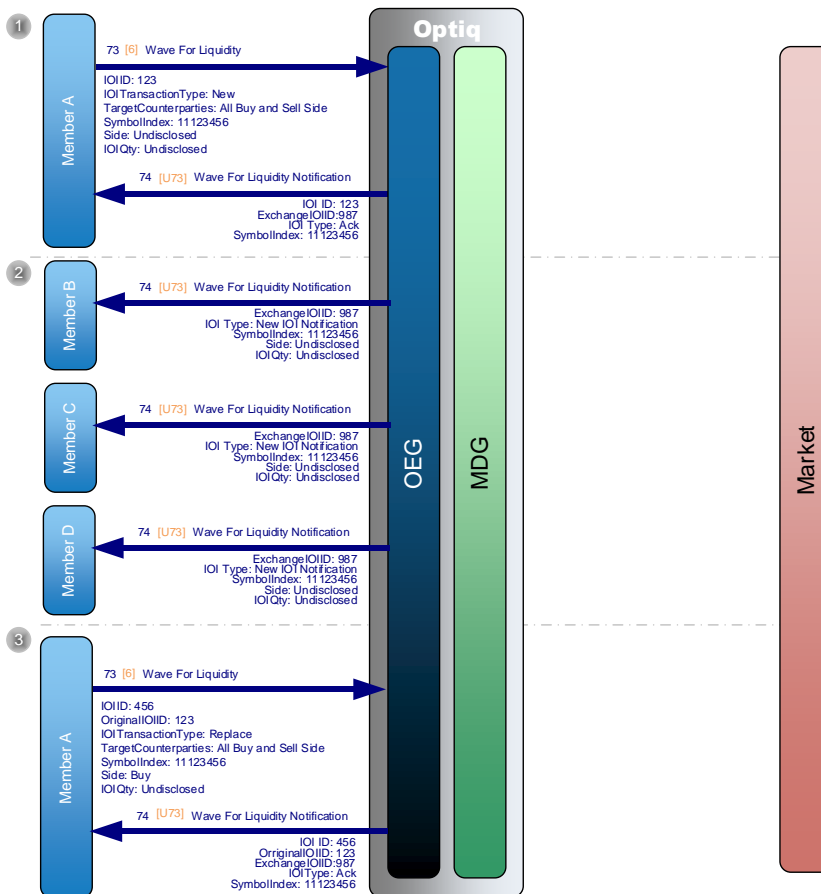 1
Optiq
Member A
73 [6] Wave For Liquidity
IOIID: 123
IOITransactionType: New
TargetCounterparties: All Buy and Sell Side
SymbolIndex: 11123456
Side: Undisclosed
IOIQty: Undisclosed
74 [U73] Wave For Liquidity Notification
IOI ID: 123
ExchangeIOIID:987
IOI Type: Ack
SymbolIndex: 11123456
2
Member B
74 [U73] Wave For Liquidity Notification
ExchangeIOIID: 987
IOI Type: New IOI Notification
SymbolIndex: 11123456
Side: Undisclosed
IOIQty: Undisclosed
Member C
74 [U73] Wave For Liquidity Notification
ExchangeIOIID: 987
IOI Type: New IOI Notification
SymbolIndex: 11123456
Side: Undisclosed
IOIQty: Undisclosed
OEG
MDG
Market
Member D
74 [U73] Wave For Liquidity Notification
ExchangeIOIID: 987
IOI Type: New IOI Notification
SymbolIndex: 11123456
Side: Undisclosed
IOIQty: Undisclosed
3
Member A
73 [6] Wave For Liquidity
IOIID: 456
OriginalIOIID: 123
IOITransactionType: Replace
TargetCounterparties: All Buy and Sell Side
SymbolIndex: 11123456
Side: Buy
IOIQty: Undisclosed
74 [U73] Wave For Liquidity Notification
IOI ID: 456
OrriginalIOIID: 123
ExchangeIOIID:987
IOIType: Ack
SymbolIndex: 11123456